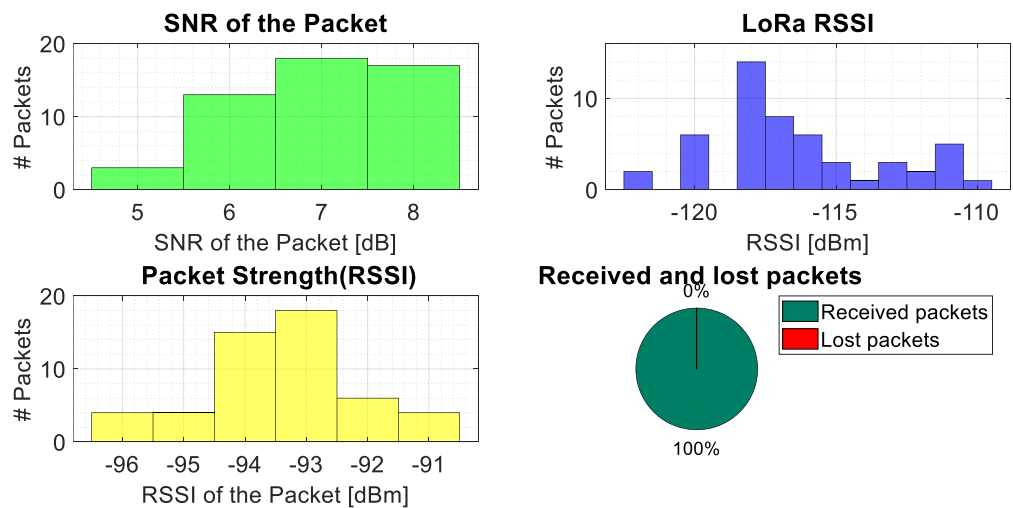 SNR of the Packet
20
10
0
# Packets
5 6 7 8
SNR of the Packet [dB]
LoRa RSSI
10
0
# Packets
-120 -115 -110
RSSI [dBm]
Packet Strength(RSSI)
20
10
0
# Packets
-96 -95 -94 -93 -92 -91
RSSI of the Packet [dBm]
Received and lost packets
0%
100%
Received packets
Lost packets